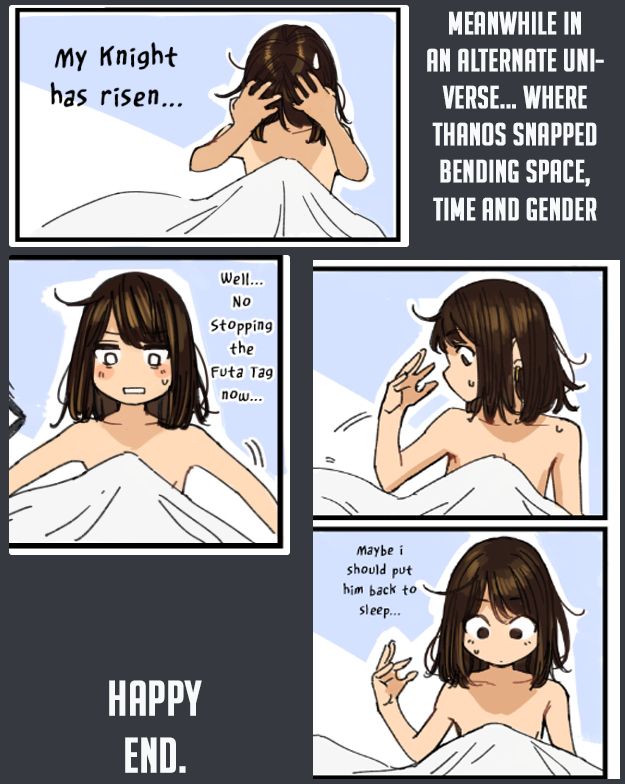 My Knight
has risen...
MEANWHILE IN
AN ALTERNATE UNI-
VERSE... WHERE
THANOS SNAPPED
BENDING SPACE,
TIME AND GENDER
Well...
No
Stopping
the
Futa Tag
now...
Maybe i
should put
him back to
sleep...
HAPPY
END.